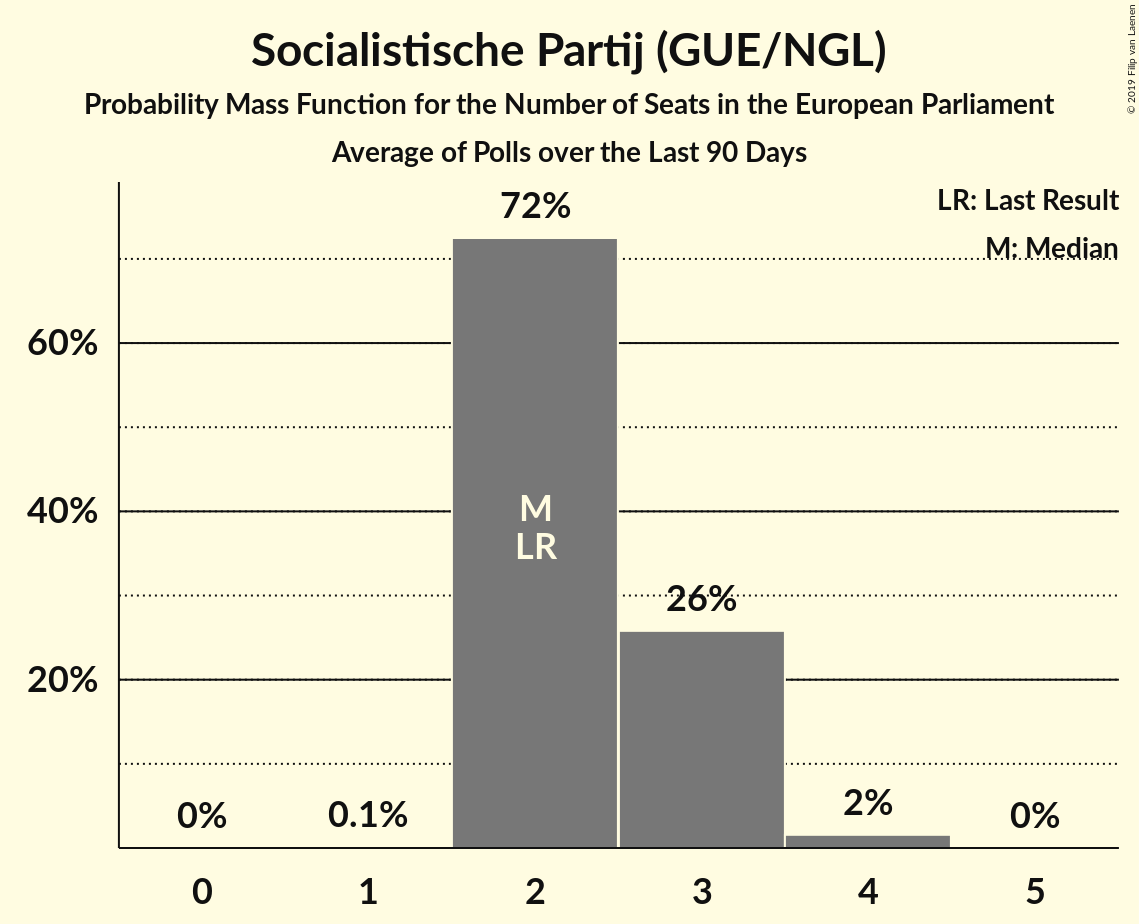 Socialistische Partij (GUE/NGL)
Probability Mass Function for the Number of Seats in the European Parliament
Average of Polls over the Last 90 Days
© 2019 Filip van Laenen
LR: Last Result
M: Median
72%
60%
40%
M
LR
26%
20%
0%
0.1%
2%
0%
0 1 2 3 4 5